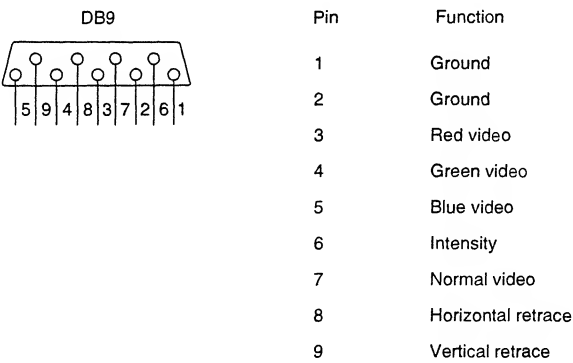 DB9
5 9 4 8 3 7 2 6 1
Pin Function
1 Ground
2 Ground
3 Red video
4 Green video
5 Blue video
6 Intensity
7 Normal video
8 Horizontal retrace
9 Vertical retrace